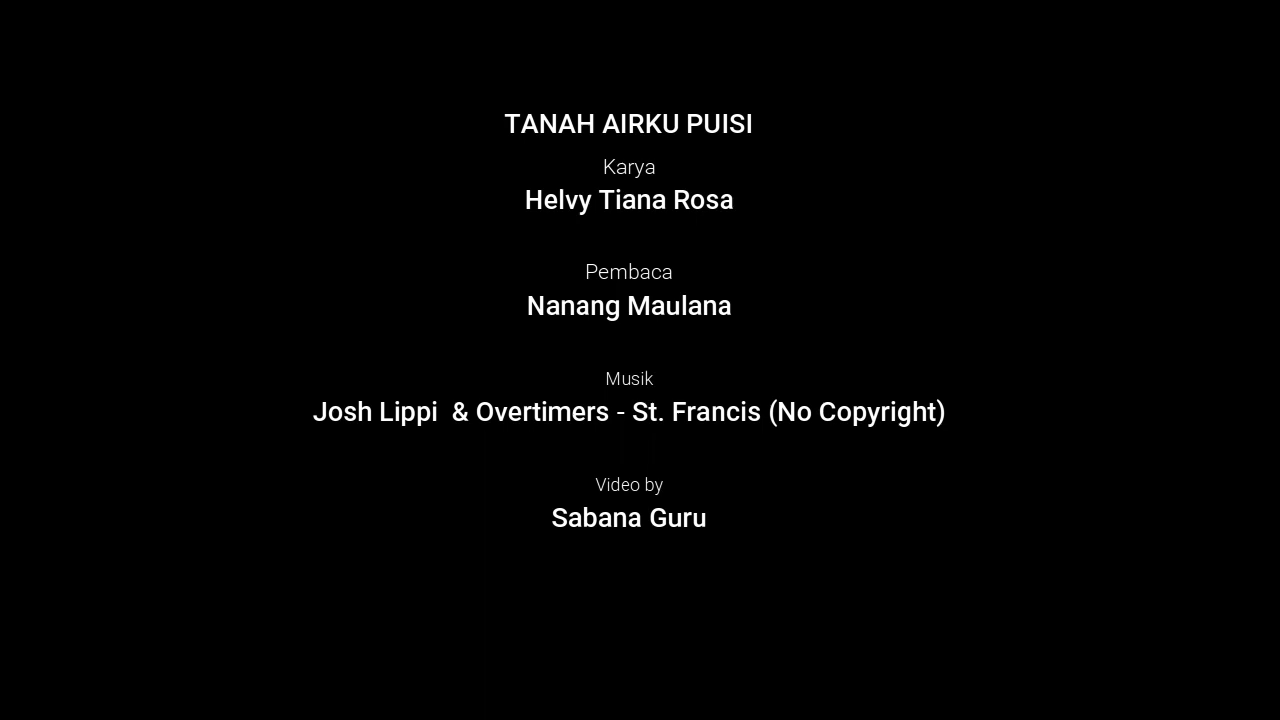 TANAH AIRKU PUISI
Karya
Helvy Tiana Rosa
Pembaca
Nanang Maulana
Musik
Josh Lippi  & Overtimers - St. Francis (No Copyright)
Video by
Sabana Guru